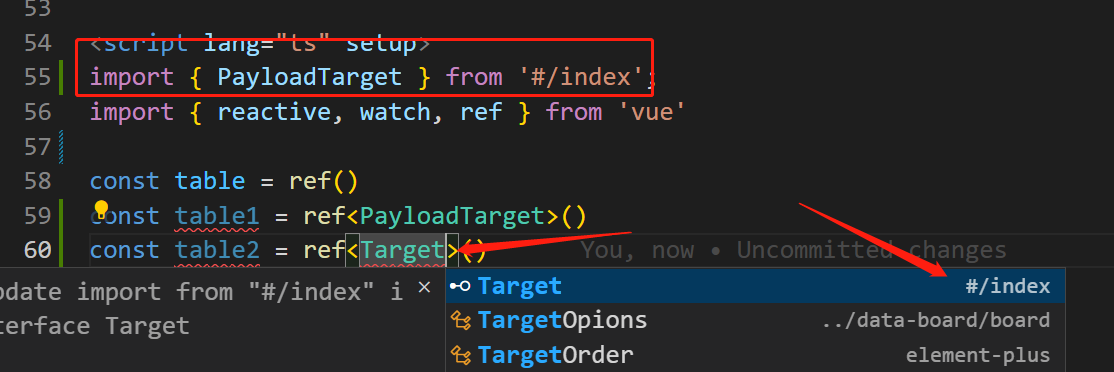 53
54 <script lang="ts" setup>
55 import { PayloadTarget } from '#/index';
56 import { reactive, watch, ref } from 'vue'
57
58 const table = ref()
59 const table1 = ref<PayloadTarget>()
60 const table2 = ref<Target>() You, now • Uncommitted changes
pdate import from "#/index" i ×
nterface Target
Target #/index
TargetOpions ../data-board/board
TargetOrder element-plus